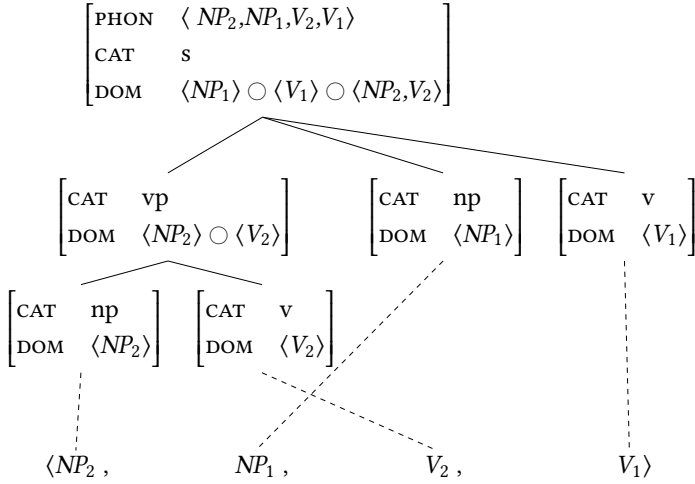 PHON ⟨ NP₂,NP₁,V₂,V₁⟩
CAT s
DOM ⟨NP₁⟩ ○ ⟨V₁⟩ ○ ⟨NP₂,V₂⟩
CAT vp
DOM ⟨NP₂⟩ ○ ⟨V₂⟩
CAT np
DOM ⟨NP₁⟩
CAT v
DOM ⟨V₁⟩
CAT np
DOM ⟨NP₂⟩
CAT v
DOM ⟨V₂⟩
⟨NP₂ , NP₁ , V₂ , V₁⟩